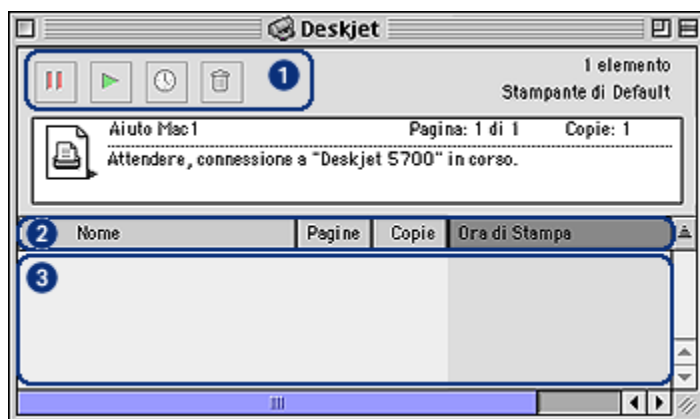 Deskjet
1
1 elemento
Stampante di Default
Aiuto Mac1 Pagina: 1 di 1 Copie: 1
Attendere, connessione a "Deskjet 5700" in corso.
2 Nome Pagine Copie Ora di Stampa
3